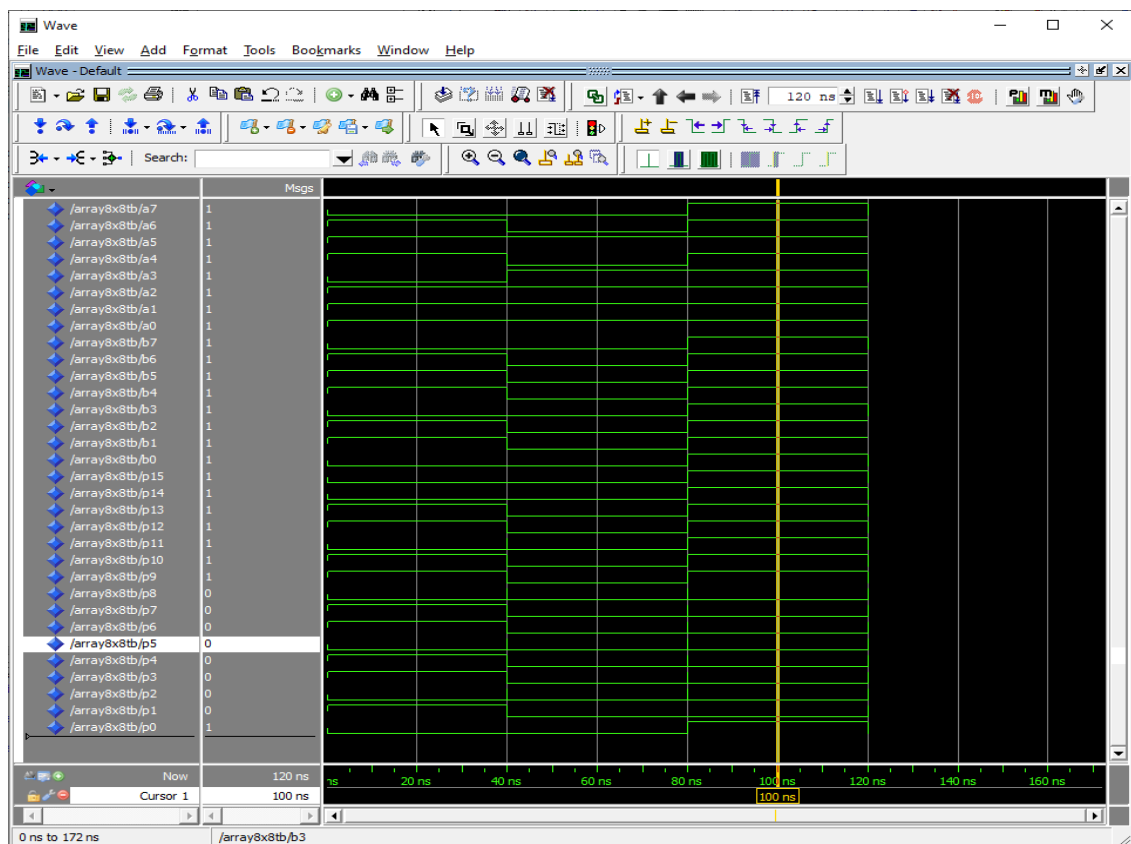 Wave
File Edit View Add Format Tools Bookmarks Window Help
Wave - Default
120 ns
Search:
Msgs
/array8x8tb/a7 1
/array8x8tb/a6 1
/array8x8tb/a5 1
/array8x8tb/a4 1
/array8x8tb/a3 1
/array8x8tb/a2 1
/array8x8tb/a1 1
/array8x8tb/a0 1
/array8x8tb/b7 1
/array8x8tb/b6 1
/array8x8tb/b5 1
/array8x8tb/b4 1
/array8x8tb/b3 1
/array8x8tb/b2 1
/array8x8tb/b1 1
/array8x8tb/b0 1
/array8x8tb/p15 1
/array8x8tb/p14 1
/array8x8tb/p13 1
/array8x8tb/p12 1
/array8x8tb/p11 1
/array8x8tb/p10 1
/array8x8tb/p9 1
/array8x8tb/p8 0
/array8x8tb/p7 0
/array8x8tb/p6 0
/array8x8tb/p5 0
/array8x8tb/p4 0
/array8x8tb/p3 0
/array8x8tb/p2 0
/array8x8tb/p1 0
/array8x8tb/p0 1
Now 120 ns ns 20 ns 40 ns 60 ns 80 ns 100 ns 120 ns 140 ns 160 ns
Cursor 1 100 ns 100 ns
0 ns to 172 ns /array8x8tb/b3